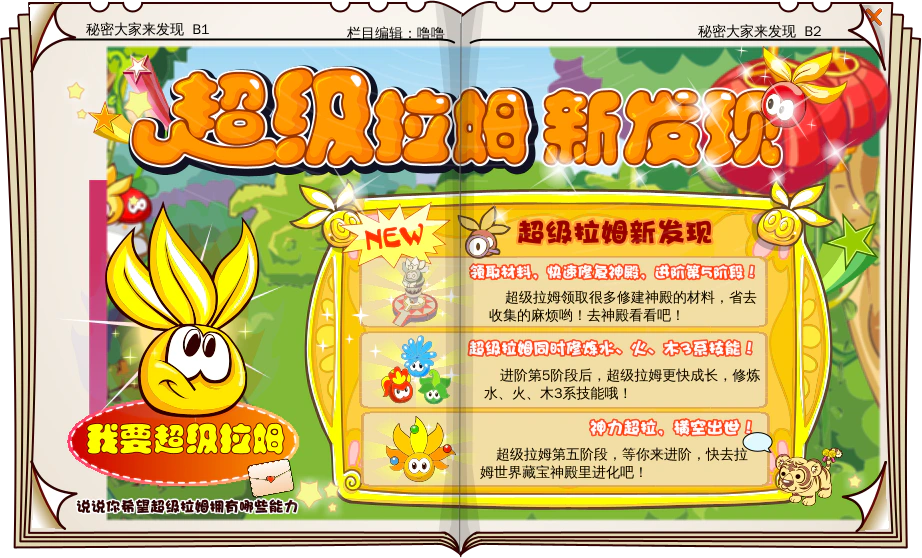 秘密大家来发现 B1
栏目编辑：噜噜
秘密大家来发现 B2
超级拉姆新发现
NEW
超级拉姆新发现
领取材料、快速修复神殿、进阶第5阶段！
超级拉姆领取很多修建神殿的材料，省去
收集的麻烦哟！去神殿看看吧！
超级拉姆同时修炼水、火、木3系技能！
进阶第5阶段后，超级拉姆更快成长，修炼
水、火、木3系技能哦！
神力超拉，横空出世！
超级拉姆第五阶段，等你来进阶，快去拉
姆世界藏宝神殿里进化吧！
我要超级拉姆
说说你希望超级拉姆拥有哪些能力